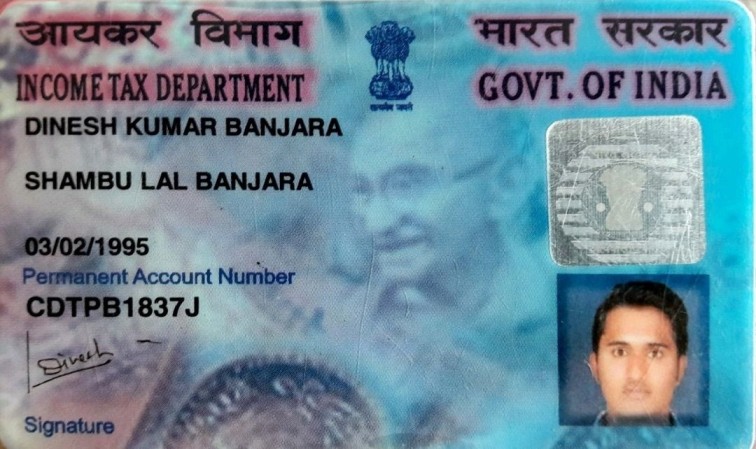 आयकर विभाग
भारत सरकार
INCOME TAX DEPARTMENT
GOVT. OF INDIA
सत्यमेव जयते
DINESH KUMAR BANJARA
SHAMBU LAL BANJARA
03/02/1995
Permanent Account Number
CDTPB1837J
Dinesh
Signature